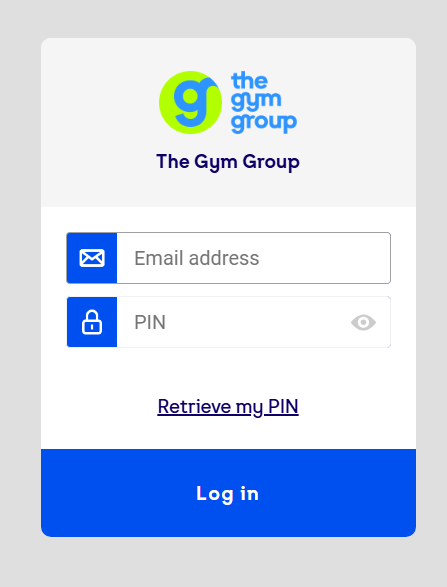 the
gym
group
The Gym Group
Email address
PIN
Retrieve my PIN
Log in